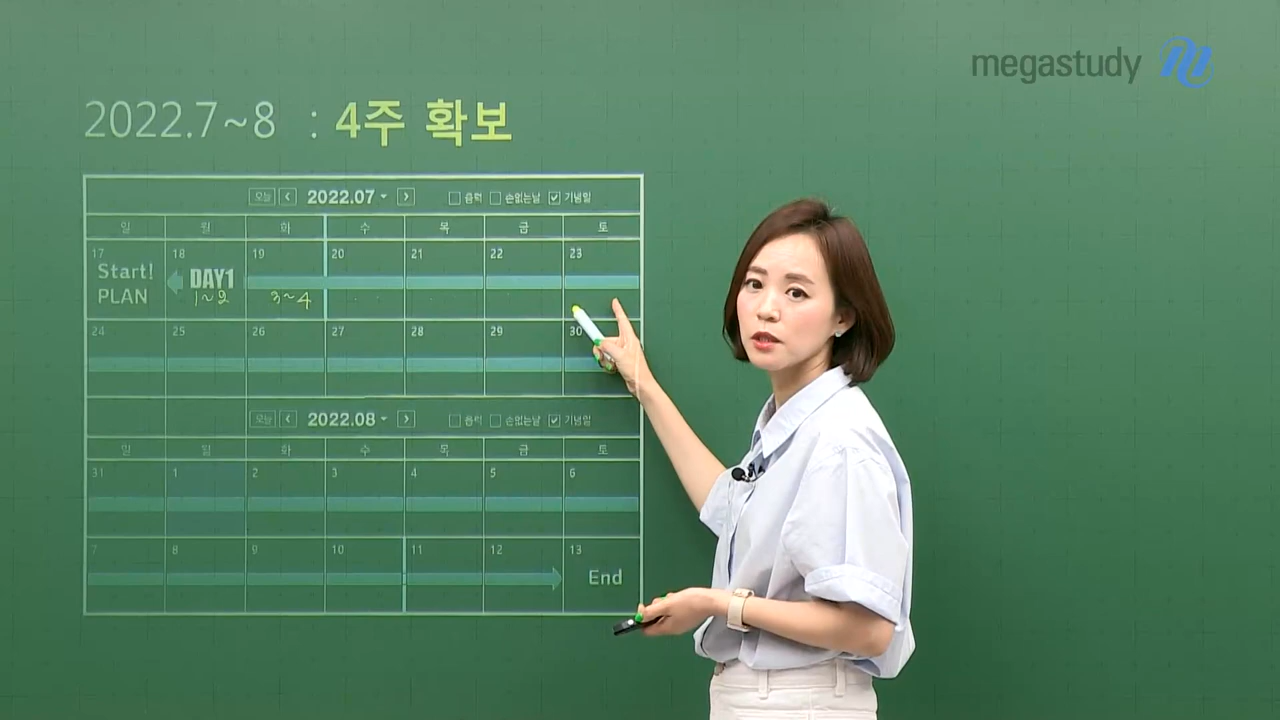 megastudy
2022.7~8 : 4주 확보
오늘 < 2022.07 > 음력 손없는날 기념일
일 월 화 수 목 금 토
17 18 19 20 21 22 23
Start! DAY1
PLAN 1~2 3~4
24 25 26 27 28 29 30
오늘 < 2022.08 > 음력 손없는날 기념일
일 월 화 수 목 금 토
31 1 2 3 4 5 6
7 8 9 10 11 12 13
End